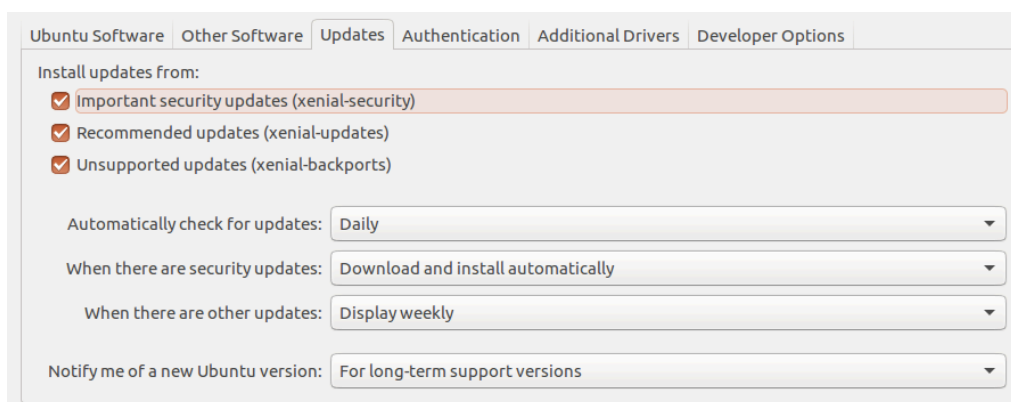 Ubuntu Software Other Software Updates Authentication Additional Drivers Developer Options
Install updates from:
Important security updates (xenial-security)
Recommended updates (xenial-updates)
Unsupported updates (xenial-backports)
Automatically check for updates: Daily
When there are security updates: Download and install automatically
When there are other updates: Display weekly
Notify me of a new Ubuntu version: For long-term support versions